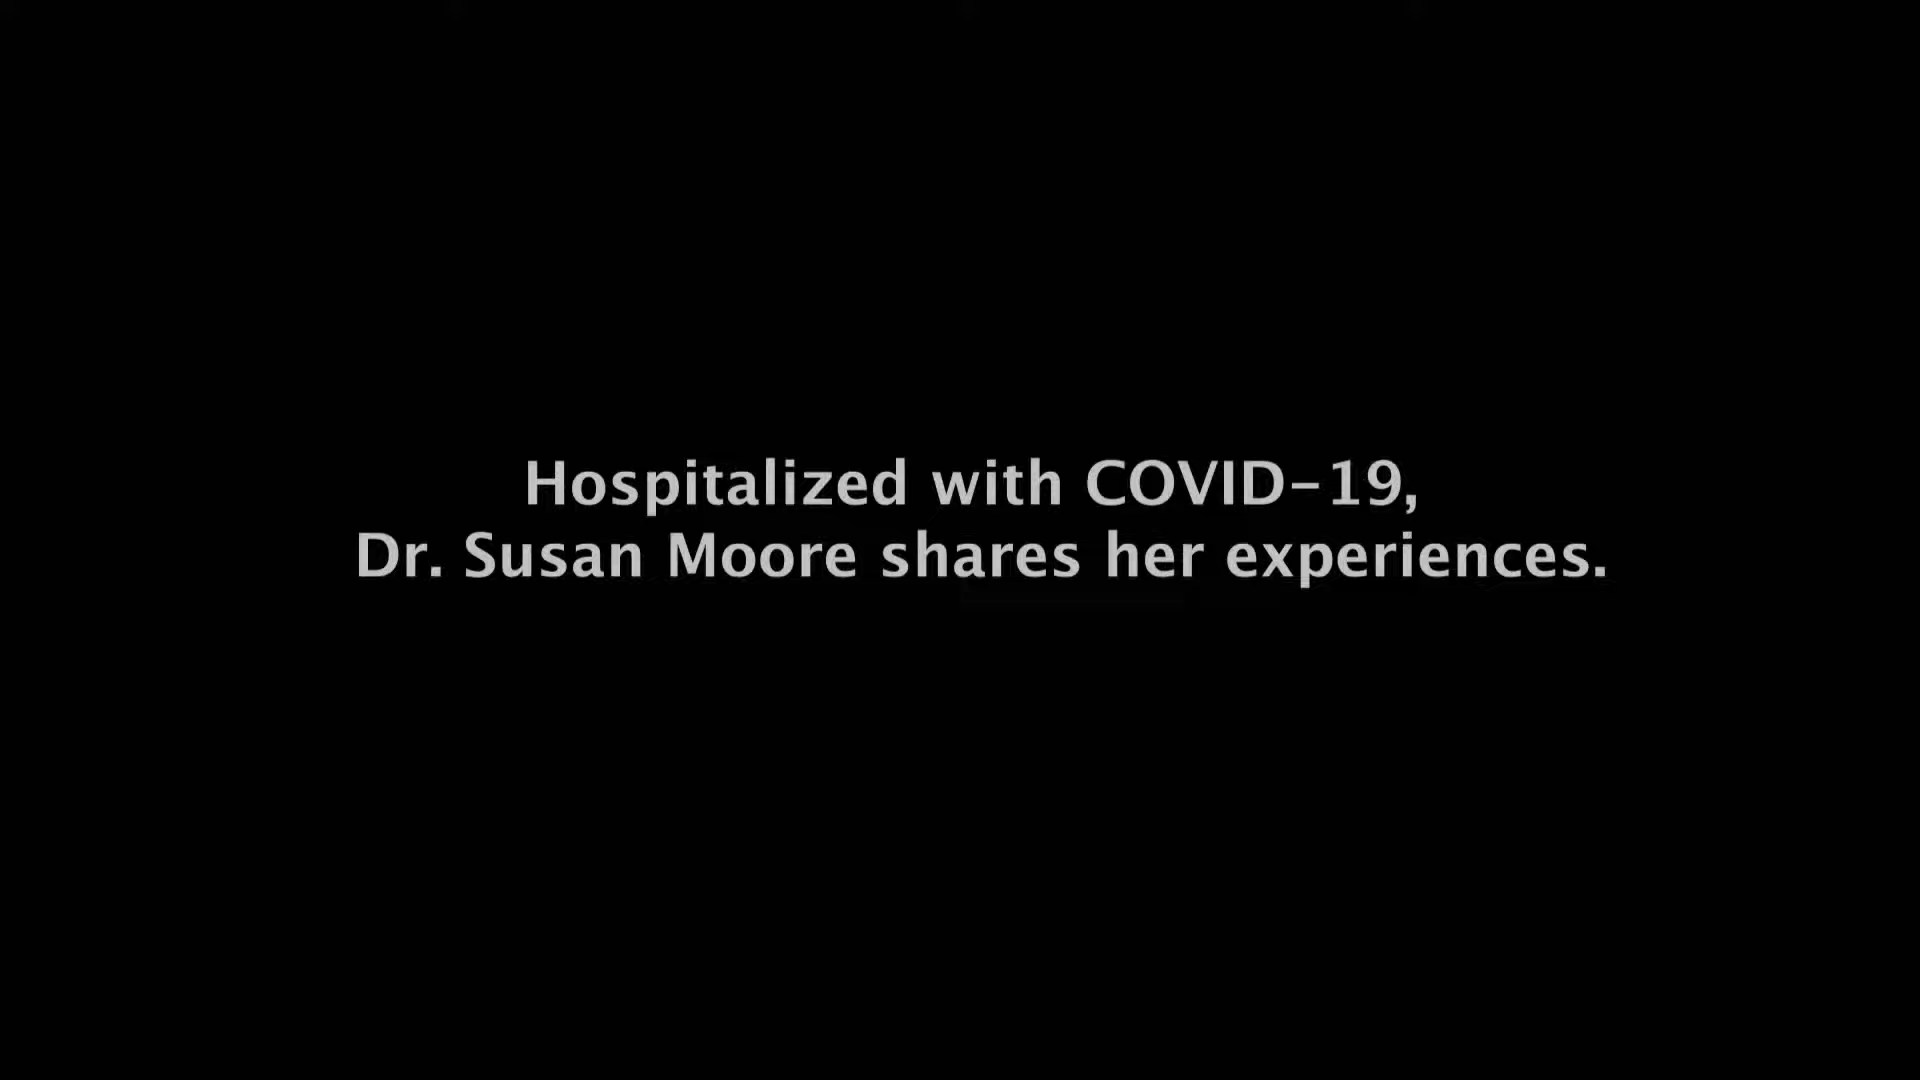 Hospitalized with COVID-19,
Dr. Susan Moore shares her experiences.